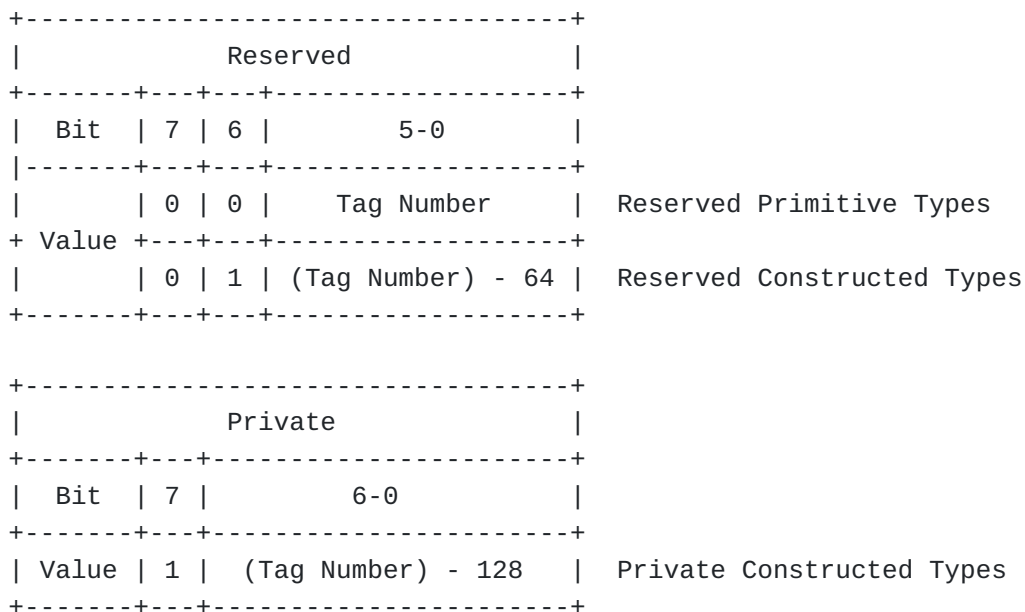 +-----------------------------------+
|             Reserved              |
+-------+---+---+-------------------+
|  Bit  | 7 | 6 |        5-0        |
|-------+---+---+-------------------+
|       | 0 | 0 |    Tag Number     |  Reserved Primitive Types
+ Value +---+---+-------------------+
|       | 0 | 1 | (Tag Number) - 64 |  Reserved Constructed Types
+-------+---+---+-------------------+

+-----------------------------------+
|             Private               |
+-------+---+-----------------------+
|  Bit  | 7 |         6-0           |
+-------+---+-----------------------+
| Value | 1 |  (Tag Number) - 128   |  Private Constructed Types
+-------+---+-----------------------+